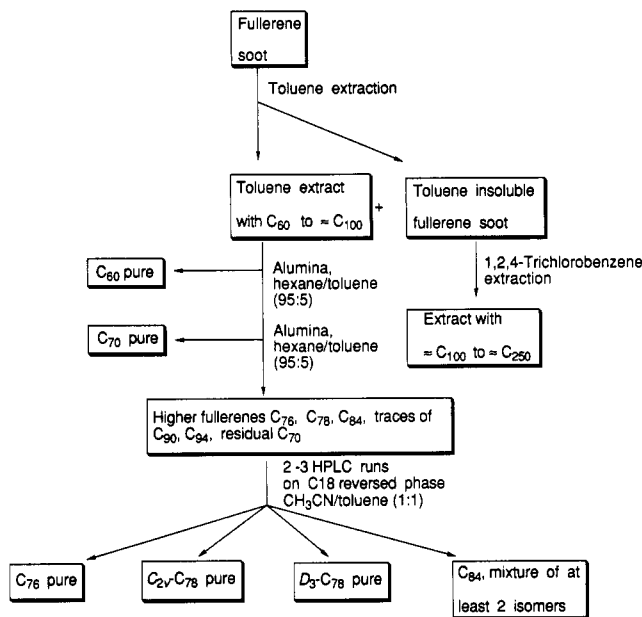 Fullerene
soot
Toluene extraction
Toluene extract
with C₆₀ to ≈ C₁₀₀
+
Toluene insoluble
fullerene soot
C₆₀ pure
Alumina,
hexane/toluene
(95:5)
1,2,4-Trichlorobenzene
extraction
C₇₀ pure
Alumina,
hexane/toluene
(95:5)
Extract with
≈ C₁₀₀ to ≈ C₂₅₀
Higher fullerenes C₇₆, C₇₈, C₈₄, traces of
C₉₀, C₉₄, residual C₇₀
2 -3 HPLC runs
on C18 reversed phase
CH₃CN/toluene (1:1)
C₇₆ pure
C₂ᵥ-C₇₈ pure
D₃-C₇₈ pure
C₈₄, mixture of at
least 2 isomers